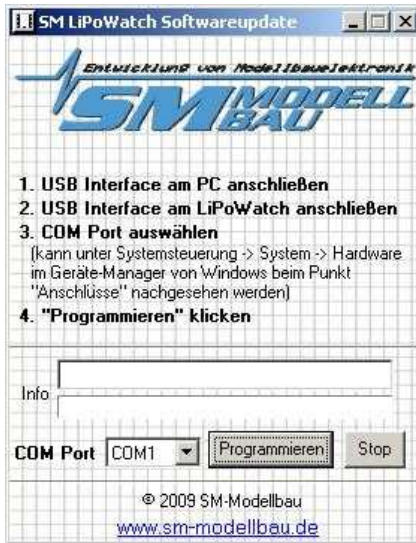 SM LiPoWatch Softwareupdate
Entwicklung von Modellbauelektronik
SM MODELL
BAU
1. USB Interface am PC anschließen
2. USB Interface am LiPoWatch anschließen
3. COM Port auswählen
(kann unter Systemsteuerung -> System -> Hardware
im Geräte-Manager von Windows beim Punkt
"Anschlüsse" nachgesehen werden)
4. "Programmieren" klicken
Info
COM Port COM1 Programmieren Stop
© 2009 SM-Modellbau
www.sm-modellbau.de